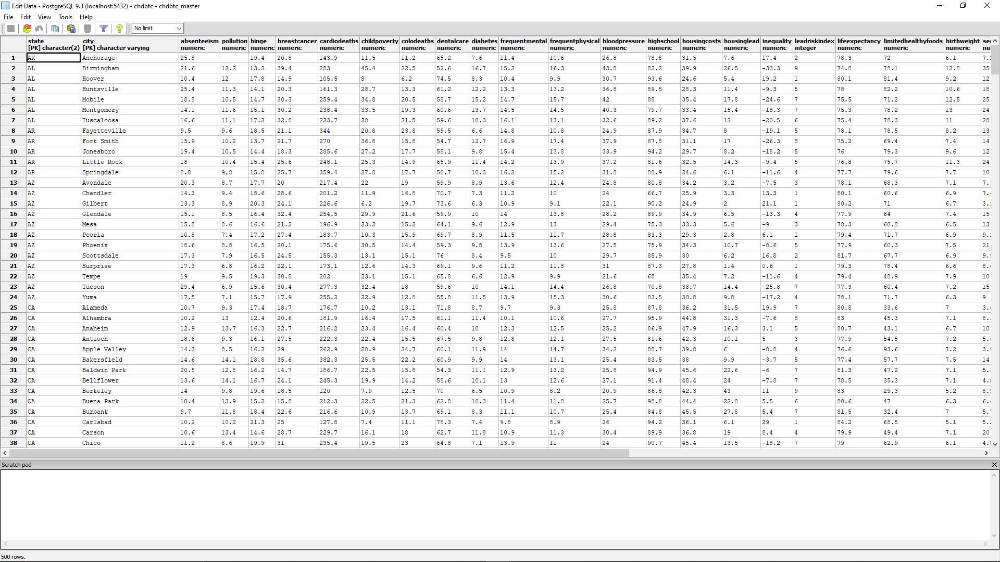 Edit Data - PostgreSQL 9.3 (localhost:5432) - chdbtc - chdbtc_master
File Edit View Tools Help
No limit
state city absenteeism pollution binge breastcancer cardiodeaths childpoverty colodeaths dentalcare diabetes frequentmental frequentphysical bloodpressure highschool housingcosts housinglead inequality leadriskindex lifeexpectancy limitedhealthyfoods birthweight
[PK] character(2) [PK] character varying numeric numeric numeric numeric numeric numeric numeric numeric numeric numeric numeric numeric numeric numeric numeric numeric integer numeric numeric numeric
1 AK Anchorage 25.8 19.4 20.8 143.9 11.5 11.2 65.2 7.6 11.4 10.6 26.8 78.8 31.5 7.6 17.4 2 78.3 72 6.1 7.
2 AL Birmingham 21.6 12.2 13.2 39.4 283 45.4 22.5 52.6 16.7 15.2 16.3 43.8 82.2 39.9 26.5 -33.3 9 74.8 78.1 12.8 35
3 AL Hoover 10.4 12 17.8 14.9 105.5 8 6.2 74.5 8.3 10.4 9.9 30.7 93.6 24.6 5.4 19.2 1 80.1 81.4 9.2 12
4 AL Huntsville 25.4 11.3 14.1 20.3 161.3 28.7 13.3 61.2 12.2 13.3 13.2 36.8 89.5 28.3 11.4 -9.3 5 78 82.2 10.6 18
5 AL Mobile 18.8 10.5 14.7 30.3 259.4 34.8 20.5 58.7 15.2 14.7 15.7 42 88 35.4 17.8 -24.6 7 75.5 71.2 12.5 25
6 AL Montgomery 14.1 11.6 15.1 30.2 238.4 33.5 19.3 60.6 13.7 14.5 14.5 40.3 79.7 33.4 15.4 -18.3 7 75.3 78.2 13 24
7 AL Tuscaloosa 16.6 11.1 17.2 32.8 223.7 28 21.5 59.6 10.3 16.1 13.1 32.6 89.2 37.6 12 -20.5 6 75.4 78.3 11 28
8 AR Fayetteville 9.5 9.6 18.5 21.1 344 20.8 23.8 59.5 6.6 14.8 10.8 24.9 87.9 34.7 8 -19.1 5 78.1 78.5 8.2 13
9 AR Fort Smith 15.9 10.2 13.7 21.7 270 36.8 15.8 54.7 12.7 16.9 17.4 37.9 87.8 31.1 17 -26.3 8 75.2 69.4 7.4 14
10 AR Jonesboro 19.4 10.5 14.4 18.3 285.6 27.2 17.7 58.1 9.8 15.4 13.8 33.9 94.2 29.7 8.2 -18.2 5 76 79.3 9.6 12
11 AR Little Rock 18 10.4 15.4 25.6 248.1 25.3 14.9 65.9 11.4 14.2 13.9 37.2 81.6 32.5 14.3 -9.4 5 76.8 75.7 11.3 24
12 AR Springdale 8.8 9.8 15.8 25.7 359.4 27.8 17.7 50.7 10.3 16.2 15.2 31.8 88.9 24.6 6.1 -11.6 4 77.7 79.6 7.7 10
13 AZ Avondale 20.3 8.7 17.7 20 217.4 22 19 59.9 8.9 13.6 12.4 24.8 80.8 34.2 3.2 -7.5 3 78.1 68.3 7.1 7.
14 AZ Chandler 14.3 9.4 18.6 28.6 201.2 11.9 16.8 70.7 7.3 11.2 10 24 66.7 25.9 3.3 13.3 1 80.1 60.6 6.9 7.
15 AZ Gilbert 13.3 8.9 20.3 24.1 226.6 6.2 19.7 73.6 6.3 10.9 9.1 22.1 90.2 24.9 2 21.1 1 80.2 71 6.7 3.
16 AZ Glendale 15.1 8.5 16.4 32.4 254.5 29.9 21.6 59.9 10 14 13.8 28.2 89.9 34.9 6.5 -13.3 4 77.9 64 7.4 15
17 AZ Mesa 15.8 8.6 16.6 21.2 196.9 23.2 15.2 64.1 9.6 12.9 13 29.4 75.3 33.3 5.6 -9 3 78.3 60.8 6.5 13
18 AZ Peoria 10.8 7.4 17.2 27.4 183.7 10.3 15.9 69.7 8.9 11.5 11.7 28.8 83.3 29.3 2.8 6.1 1 79.4 71.7 6.9 9.
19 AZ Phoenix 18.6 8.8 16.5 20.1 175.6 30.5 14.4 59.3 9.8 13.9 13.6 27.5 75.9 34.3 10.7 -8.6 5 77.9 60.3 7.5 21
20 AZ Scottsdale 17.3 7.9 16.5 24.5 155.3 13.1 15.1 76 8.4 9.5 10 29.7 85.9 30 6.2 16.8 2 81.7 67.7 6.9 9.
21 AZ Surprise 17.3 6.8 16.2 22.1 173.1 12.6 14.3 69.1 9.6 11.2 11.8 31 87.3 27.8 1.4 0.6 1 79.3 78.4 6.6 8.
22 AZ Tempe 19 9.5 19.3 30.8 202 23.1 15.1 65.8 6.6 12.9 9.9 21.6 68 35.4 7.2 -11.6 4 79.4 48.9 7.9 10
23 AZ Tucson 29.4 6.9 15.6 30.4 277.3 32.4 18 59.6 10 14.1 14.4 26.8 70.8 38.7 14.4 -25.8 7 77.3 60.4 7.2 15
24 AZ Yuma 17.5 7.1 15.7 17.9 255.2 22.9 12.8 55.8 11.5 13.9 15.3 30.6 83.5 30.8 9.8 -17.2 4 78.1 71.7 6.3 9
25 CA Alameda 10.7 9.3 17.4 18.7 176.7 10.2 13.1 71.8 8.7 9.7 9.3 25.8 87.8 36.2 31.5 19.9 7 80.8 33.6 7 3.
26 CA Alhambra 10.2 13 12.4 20.6 181.9 16.4 17.5 61.1 11.4 10.1 10.6 27.7 95.9 44.8 31.3 -7.6 8 83 45.3 7.1 8.
27 CA Anaheim 12.9 13.7 16.3 22.7 216.2 23.4 16.4 60.4 10 12.3 12.5 25.2 86.9 47.9 16.3 3.1 5 80.7 43.1 6.7 10
28 CA Antioch 18.6 9.3 16.1 27.5 222.3 22.4 15.5 67.5 9.8 12.8 12.1 27.5 81.6 42.3 10.1 5 3 77.9 54.5 7.2 5.
29 CA Apple Valley 14.3 8.5 16.2 29 262.9 28.9 24.7 60.1 11.9 14 14.7 34.2 88.7 39.8 6 -8.8 4 76.6 93.6 7.2 3.
30 CA Bakersfield 14.6 14.1 18.8 35.6 382.3 25.5 22.2 60.9 9.9 14 13.1 25.4 83.5 38 9.9 -3.7 5 77.4 57.7 7.5 14
31 CA Baldwin Park 20.5 12.8 16.2 14.7 186.7 22.5 15.8 54.3 11.1 12.9 13.2 25.8 94.9 45.6 22.6 -6 7 81.3 47.2 7.1 5.
32 CA Bellflower 13.6 14.1 16.7 24.1 245.3 19.9 14.2 58.6 10.1 13 12.6 27.1 91.4 48.4 24 -7.8 7 78.5 35.3 7.1 4.
33 CA Berkeley 14 9.8 19.6 18.5 120 7.9 12.5 70 6.5 10.9 8.2 20.9 86.8 42.3 43 11 9 83 29.3 5.2 8.
34 CA Buena Park 10.4 13.9 15.2 15.8 212.3 22.5 21.3 62.8 10.3 11.4 11.8 25.7 98.8 44.4 22.8 5.5 6 80.6 47 6.3 6.
35 CA Burbank 9.7 11.8 18.4 22.6 216.6 10.9 13.7 69.1 8.3 11.1 10.7 25.4 84.8 45.5 27.8 5.4 7 81.5 32.4 7 5.
36 CA Carlsbad 10.2 10.2 21.3 25 127.8 7.4 11.1 78.3 7.4 9.8 8.9 26 94.2 36.1 6.1 29 1 84.2 68.5 5.1 5.
37 CA Carson 10.6 13.4 14.6 28.7 229.7 16.1 18 62.7 11.8 10.9 11.3 30.4 89.9 36.8 19 8.4 4 79.9 49.4 7.1 20
38 CA Chico 11.2 8.6 19.9 31 235.4 19.5 23 64.8 7.1 13.9 11 24 90.7 45.4 13.5 -18.2 7 79 62.9 6.1 4.
Scratch pad
500 rows.